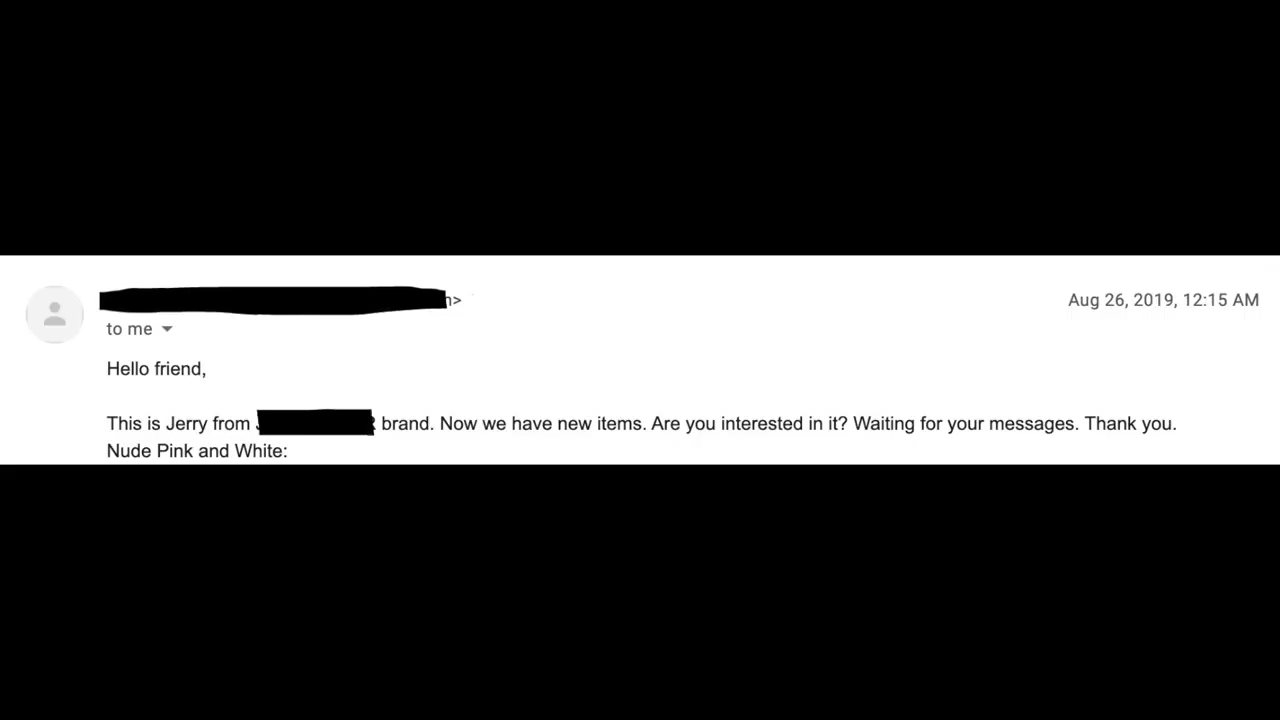 Aug 26, 2019, 12:15 AM
to me
Hello friend,
This is Jerry from brand. Now we have new items. Are you interested in it? Waiting for your messages. Thank you.
Nude Pink and White: